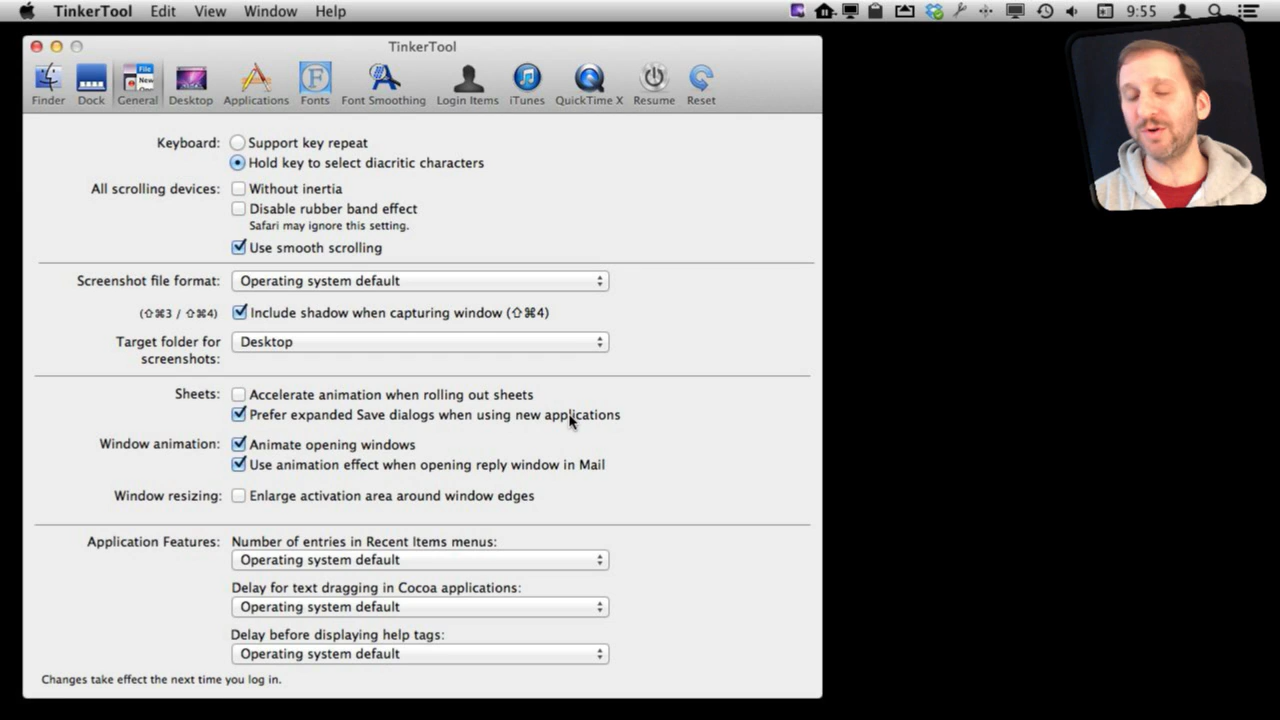 TinkerTool Edit View Window Help 9:55
TinkerTool
Finder Dock General Desktop Applications Fonts Font Smoothing Login Items iTunes QuickTime X Resume Reset
Keyboard: Support key repeat
Hold key to select diacritic characters
All scrolling devices: Without inertia
Disable rubber band effect
Safari may ignore this setting.
Use smooth scrolling
Screenshot file format: Operating system default
(⇧⌘3 / ⇧⌘4) Include shadow when capturing window (⇧⌘4)
Target folder for Desktop
screenshots:
Sheets: Accelerate animation when rolling out sheets
Prefer expanded Save dialogs when using new applications
Window animation: Animate opening windows
Use animation effect when opening reply window in Mail
Window resizing: Enlarge activation area around window edges
Application Features: Number of entries in Recent Items menus:
Operating system default
Delay for text dragging in Cocoa applications:
Operating system default
Delay before displaying help tags:
Operating system default
Changes take effect the next time you log in.